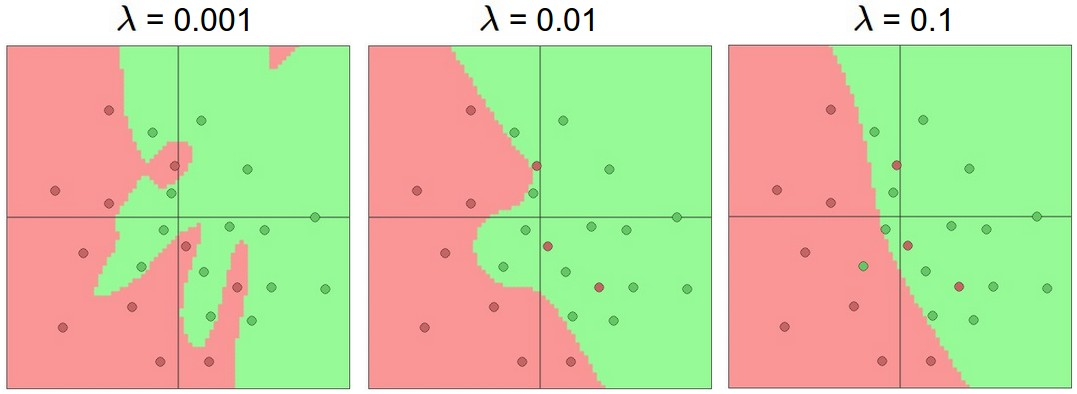 λ = 0.001
λ = 0.01
λ = 0.1